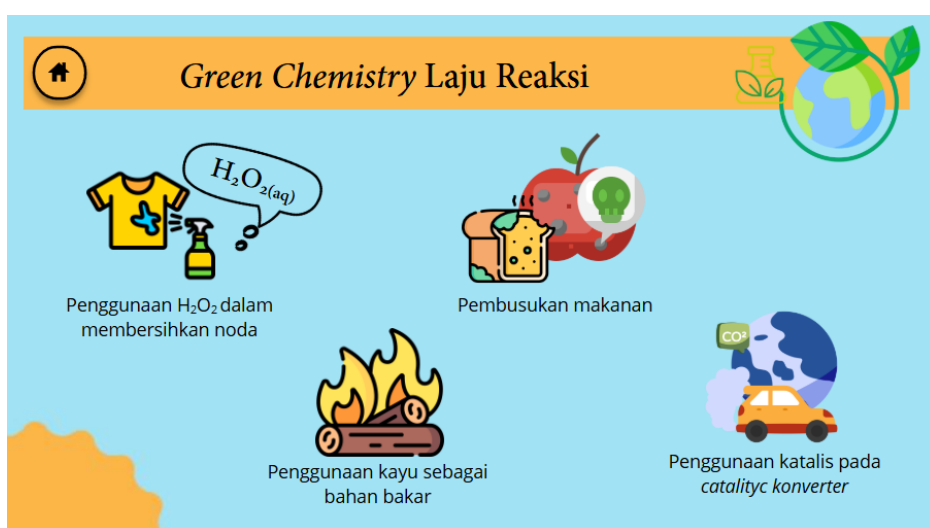 Green Chemistry Laju Reaksi
H₂O₂(aq)
Penggunaan H₂O₂ dalam
membersihkan noda
Pembusukan makanan
CO²
Penggunaan kayu sebagai
bahan bakar
Penggunaan katalis pada
catalityc konverter